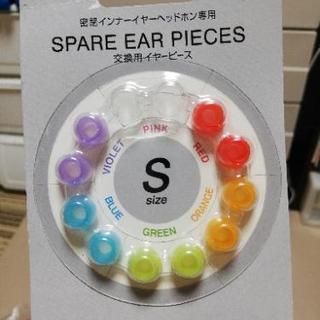 密閉インナーイヤーヘッドホン専用
SPARE EAR PIECES
交換用イヤーピース
PINK
RED
ORANGE
GREEN
BLUE
VIOLET
S
size